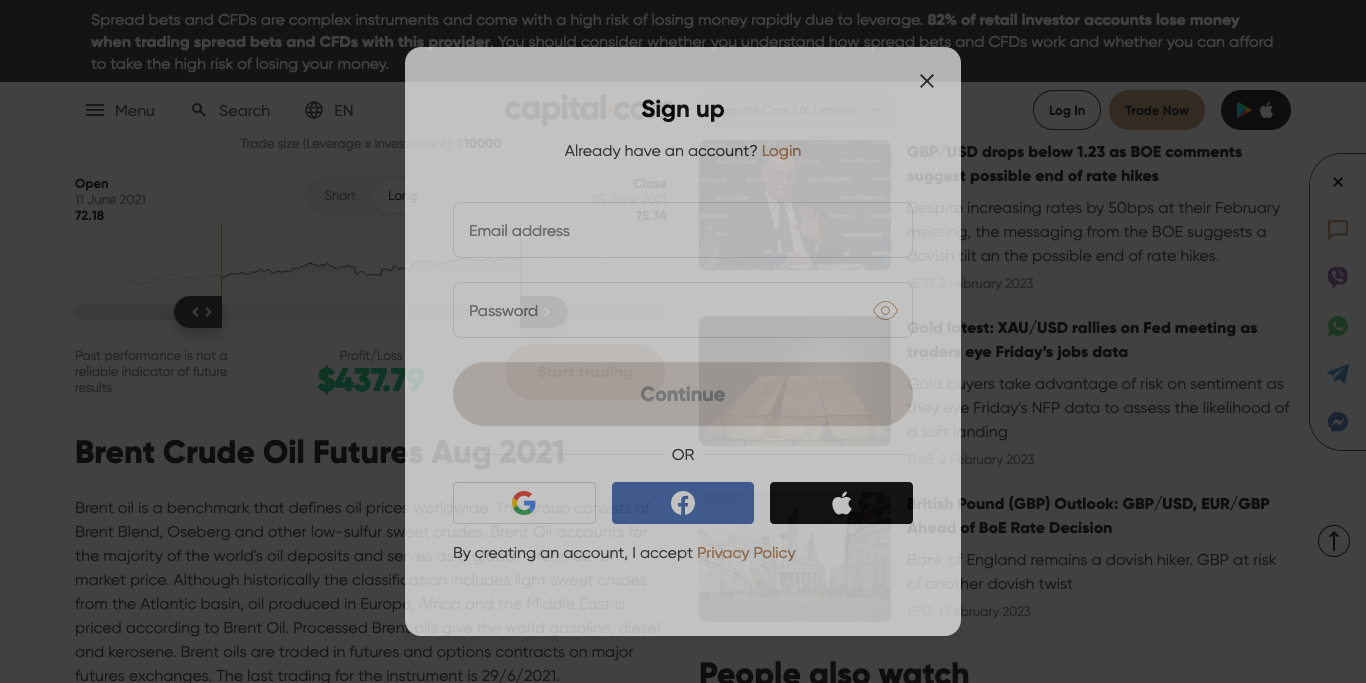 Spread bets and CFDs are complex instruments and come with a high risk of losing money rapidly due to leverage. 82% of retail investor accounts lose money
when trading spread bets and CFDs with this provider. You should consider whether you understand how spread bets and CFDs work and whether you can afford
to take the high risk of losing your money.
Menu
Search
EN
capital.co
Capital Com UK Limited
Log In
Trade Now
Sign up
Already have an account? Login
Email address
Password
Continue
OR
By creating an account, I accept Privacy Policy
Trade size (Leverage x Investement): $10000
Open
11 June 2021
72.18
Short
Long
Close
25 June 2021
75.34
Past performance is not a
reliable indicator of future
results
Profit/Loss
$437.79
Start trading
Brent Crude Oil Futures Aug 2021
Brent oil is a benchmark that defines oil prices worldwide. The group consists of
Brent Blend, Oseberg and other low-sulfur sweet crudes. Brent Oil accounts for
the majority of the world's oil deposits and serves as a global
market price. Although historically the classification includes light sweet crudes
from the Atlantic basin, oil produced in Europe, Africa and the Middle East is
priced according to Brent Oil. Processed Brent oils give the world gasoline, diesel
and kerosene. Brent oils are traded in futures and options contracts on major
futures exchanges. The last trading for the instrument is 29/6/2021.
GBP/USD drops below 1.23 as BOE comments
suggest possible end of rate hikes
Despite increasing rates by 50bps at their February
meeting, the messaging from the BOE suggests a
dovish tilt an the possible end of rate hikes.
15:37, 2 February 2023
Gold latest: XAU/USD rallies on Fed meeting as
traders eye Friday's jobs data
Gold buyers take advantage of risk on sentiment as
they eye Friday's NFP data to assess the likelihood of
a soft landing
11:48, 2 February 2023
British Pound (GBP) Outlook: GBP/USD, EUR/GBP
Ahead of BoE Rate Decision
Bank of England remains a dovish hiker. GBP at risk
of another dovish twist
15:13, 1 February 2023
People also watch